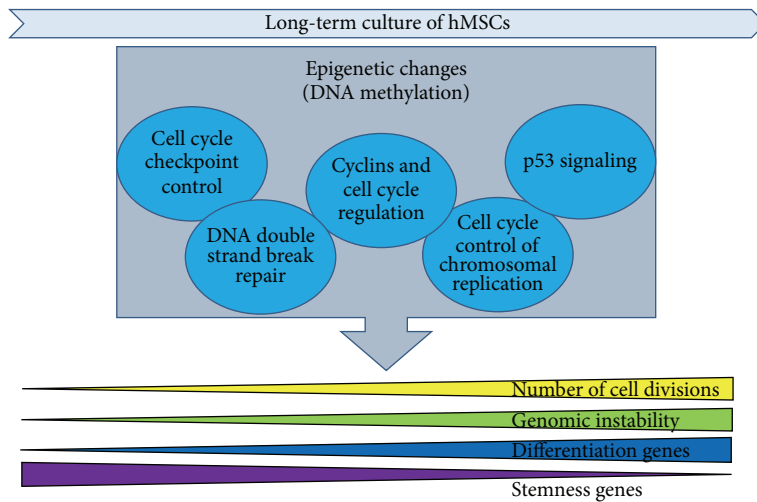 Long-term culture of hMSCs
Epigenetic changes
(DNA methylation)
Cell cycle
checkpoint
control
DNA double
strand break
repair
Cyclins and
cell cycle
regulation
Cell cycle
control of
chromosomal
replication
p53 signaling
Number of cell divisions
Genomic instability
Differentiation genes
Stemness genes